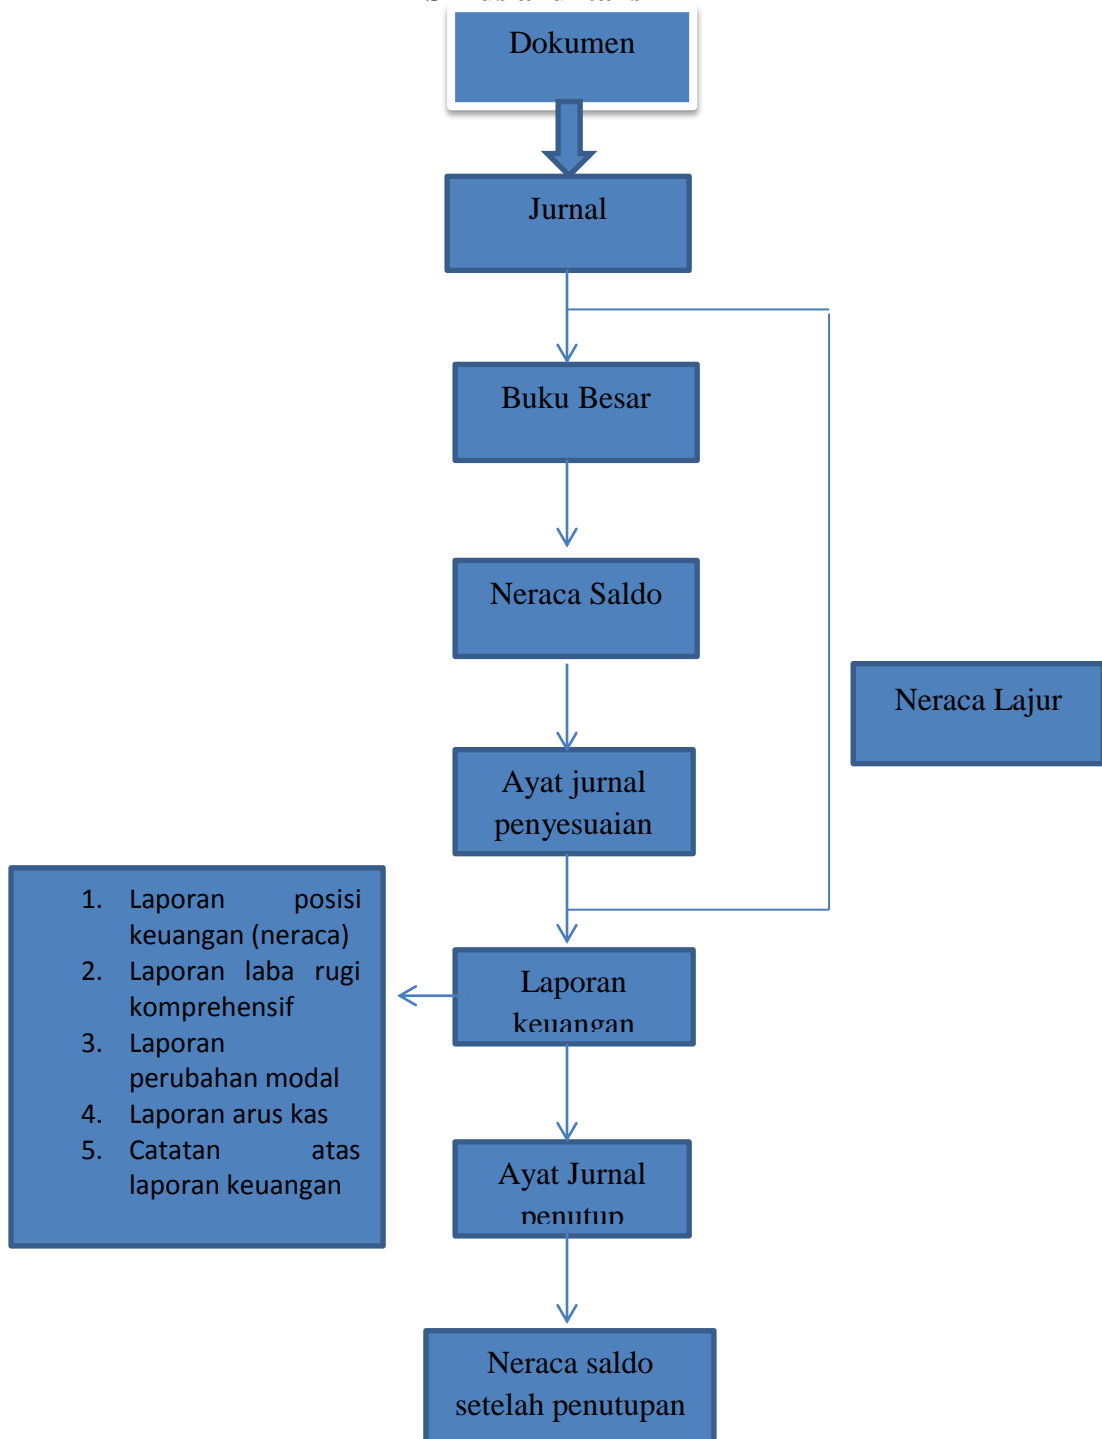 Dokumen
Jurnal
Buku Besar
Neraca Saldo
Neraca Lajur
Ayat jurnal
penyesuaian
1. Laporan posisi
keuangan (neraca)
2. Laporan laba rugi
komprehensif
3. Laporan
perubahan modal
4. Laporan arus kas
5. Catatan atas
laporan keuangan
Laporan
keuangan
Ayat Jurnal
penutup
Neraca saldo
setelah penutupan